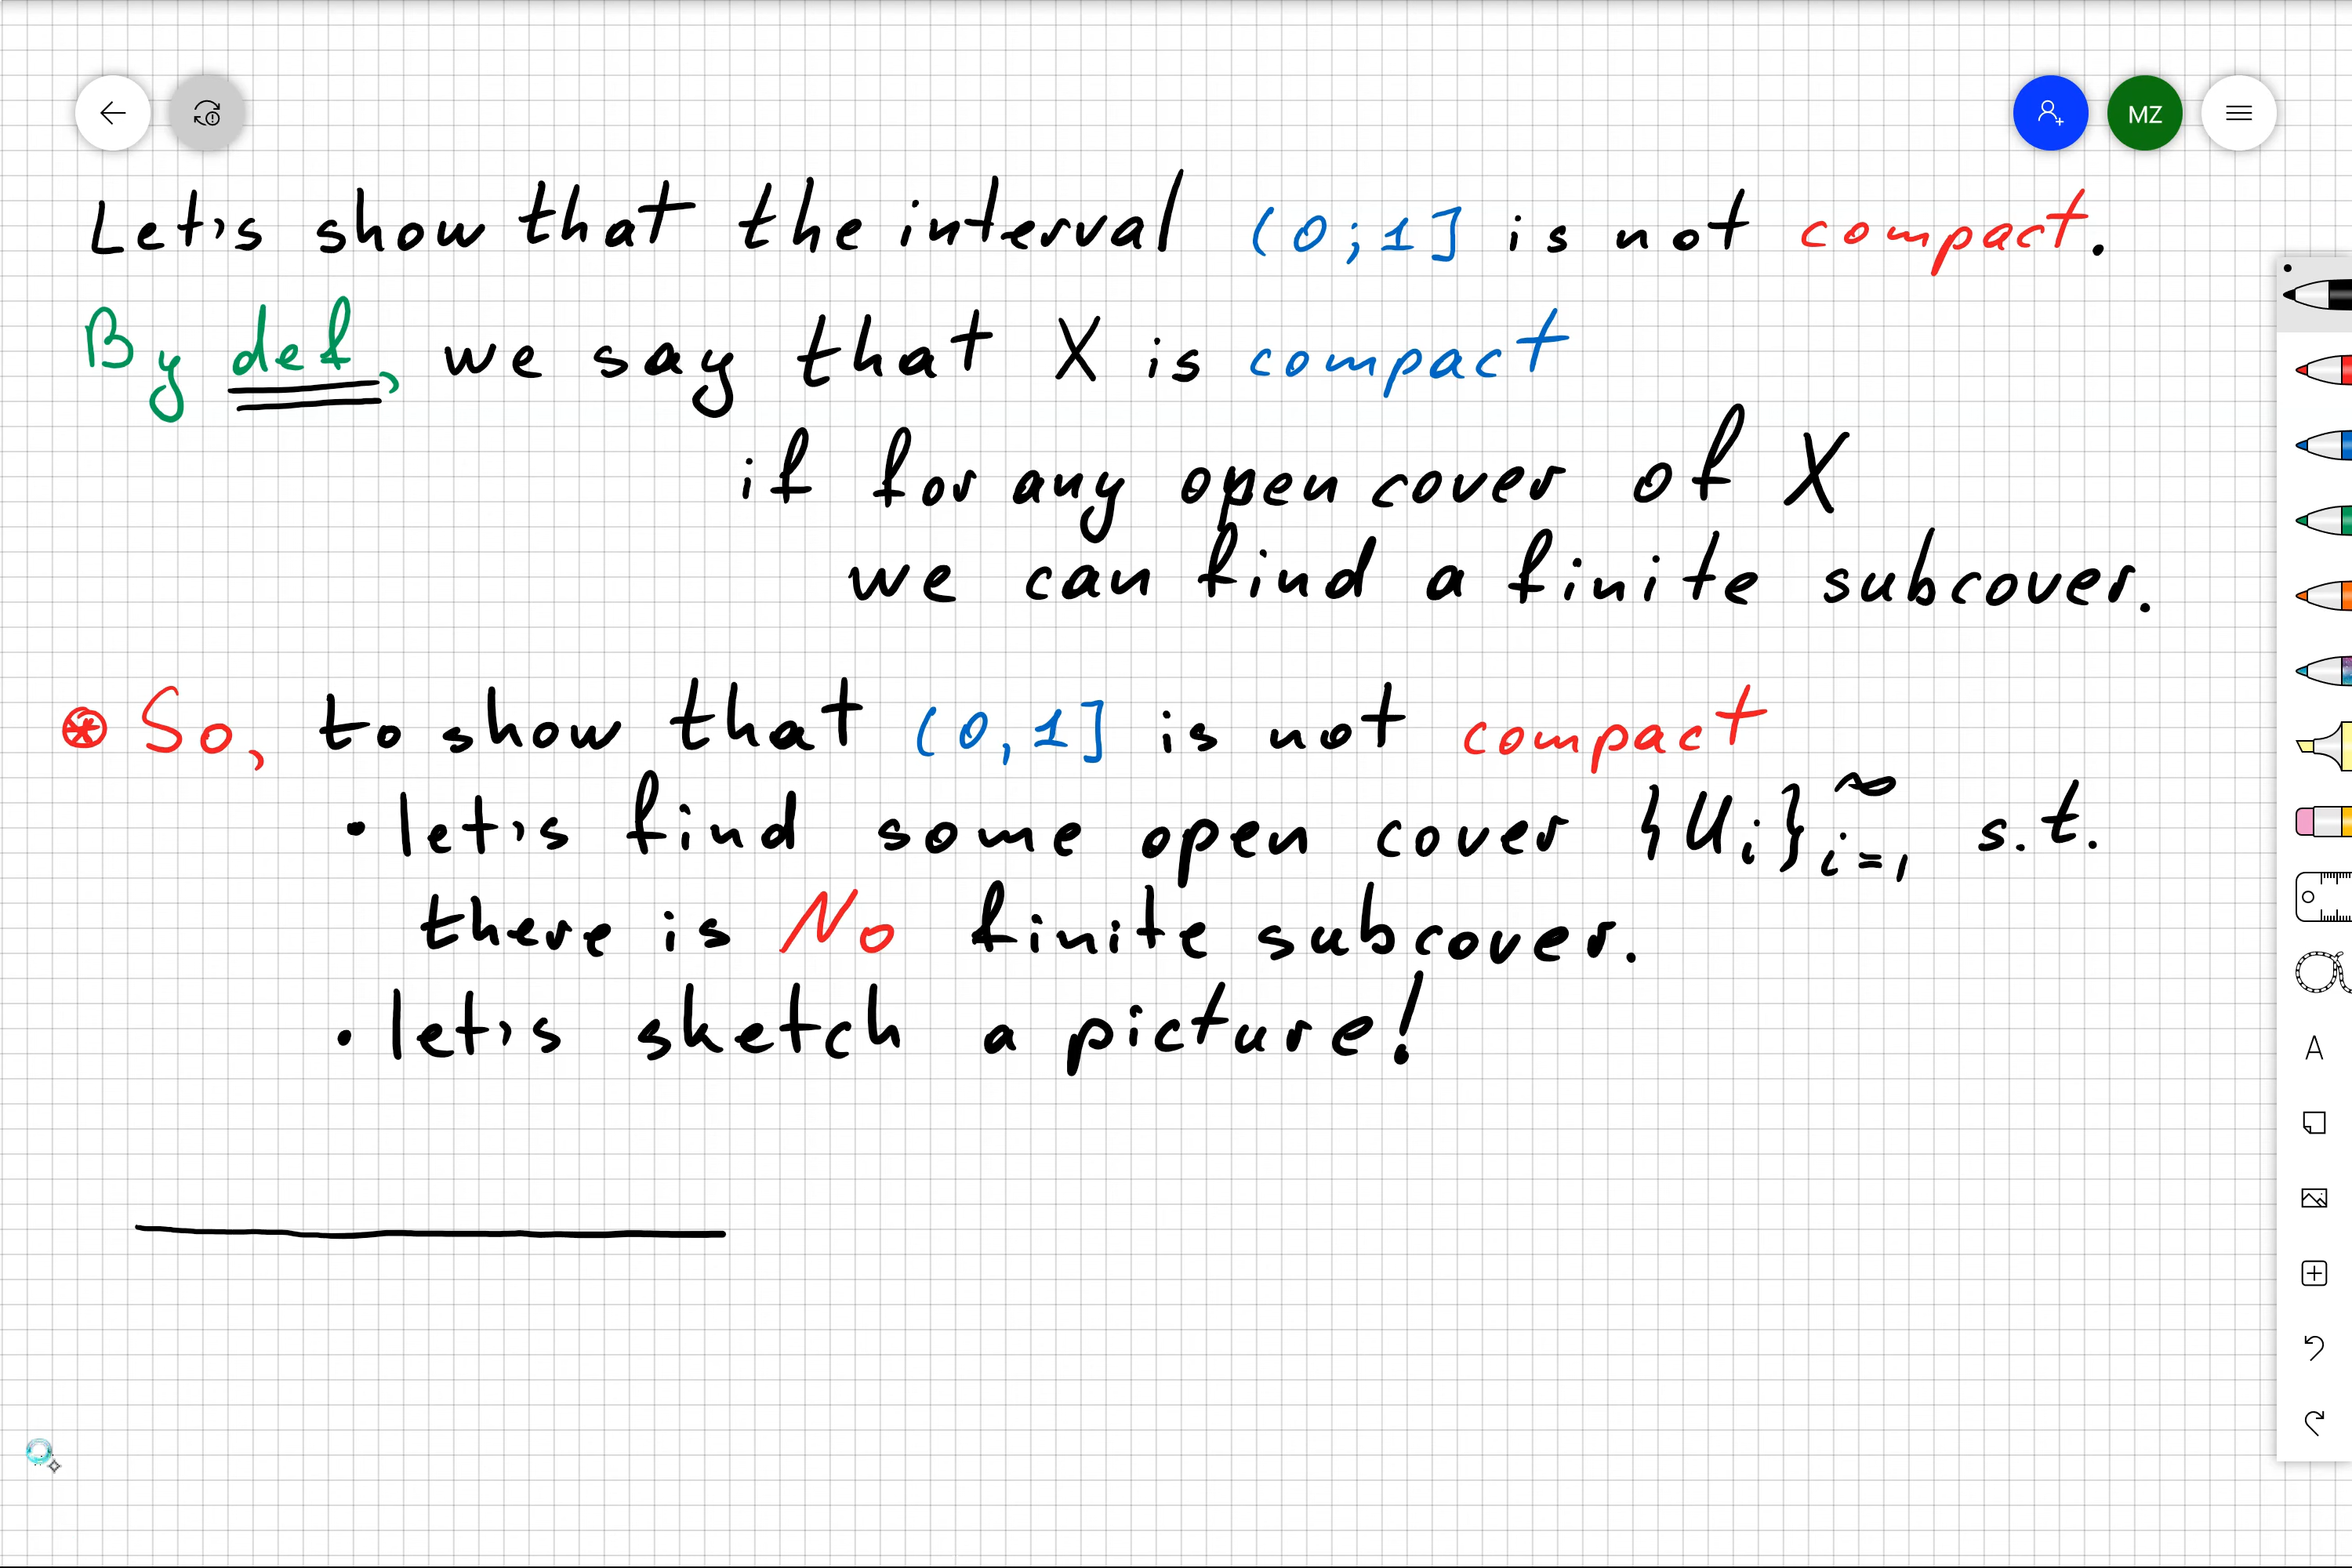 MZ
Let's show that the interval (0;1] is not compact.
By def, we say that X is compact
if for any open cover of X
we can find a finite subcover.
⊛ So, to show that (0,1] is not compact
• let's find some open cover {U_i}_{i=1}^∞ s.t.
there is No finite subcover.
• let's sketch a picture!
A